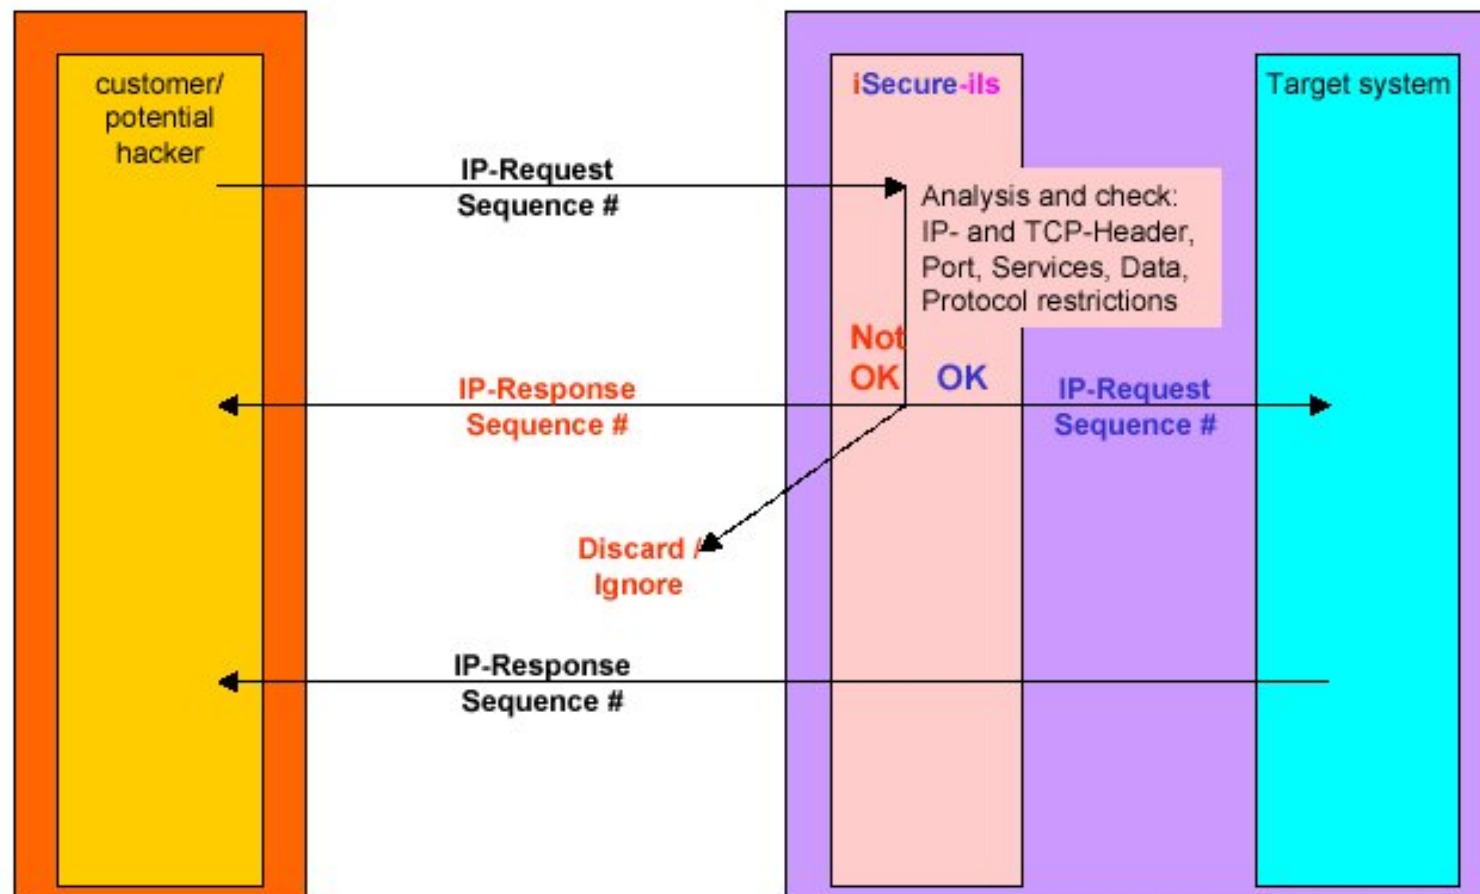 customer/
potential
hacker
iSecure-ils
Target system
IP-Request
Sequence #
Analysis and check:
IP- and TCP-Header,
Port, Services, Data,
Protocol restrictions
Not
OK
OK
IP-Response
Sequence #
IP-Request
Sequence #
Discard /
Ignore
IP-Response
Sequence #